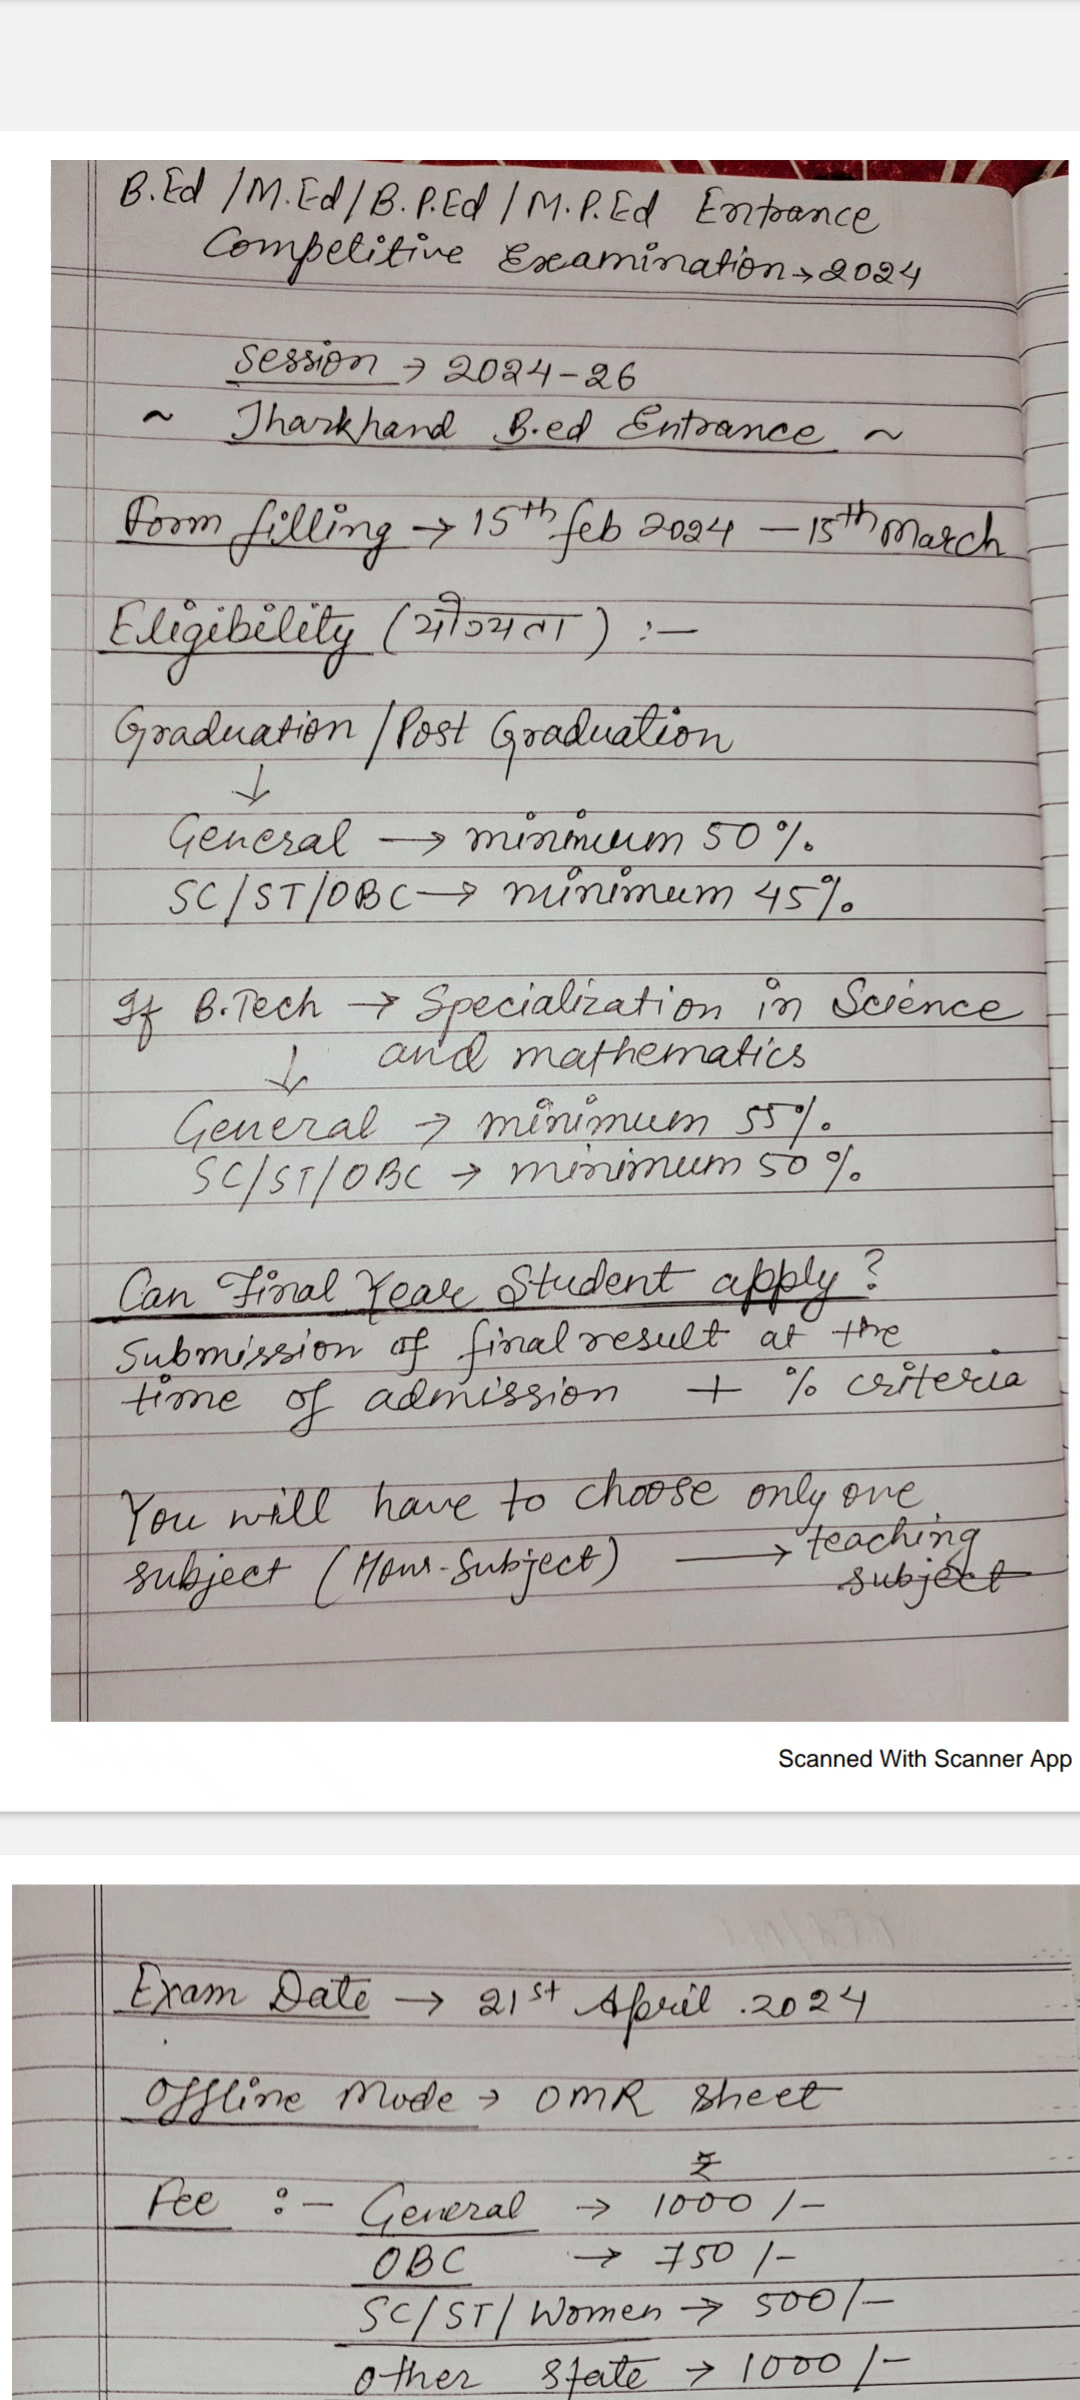 B.Ed / M.Ed / B.P.Ed / M.P.Ed Entrance
Competitive Examination → 2024
Session → 2024-26
~ Jharkhand B.ed Entrance ~
Form filling → 15th feb 2024 — 15th March
Eligibility (योग्यता) :-
Graduation / Post Graduation
↓
General → minimum 50%
SC/ST/OBC → minimum 45%
If B.Tech → Specialization in Science
↓ and mathematics
General → minimum 55%
SC/ST/OBC → minimum 50%
Can Final Year Student apply?
Submission of final result at the
time of admission + % criteria
You will have to choose only one
subject (Hons-Subject) → teaching
subject
Scanned With Scanner App
Exam Date → 21st April .2024
Offline Mode → OMR sheet
₹
Fee :- General → 1000/-
OBC → 750/-
SC/ST/Women → 500/-
other state → 1000/-